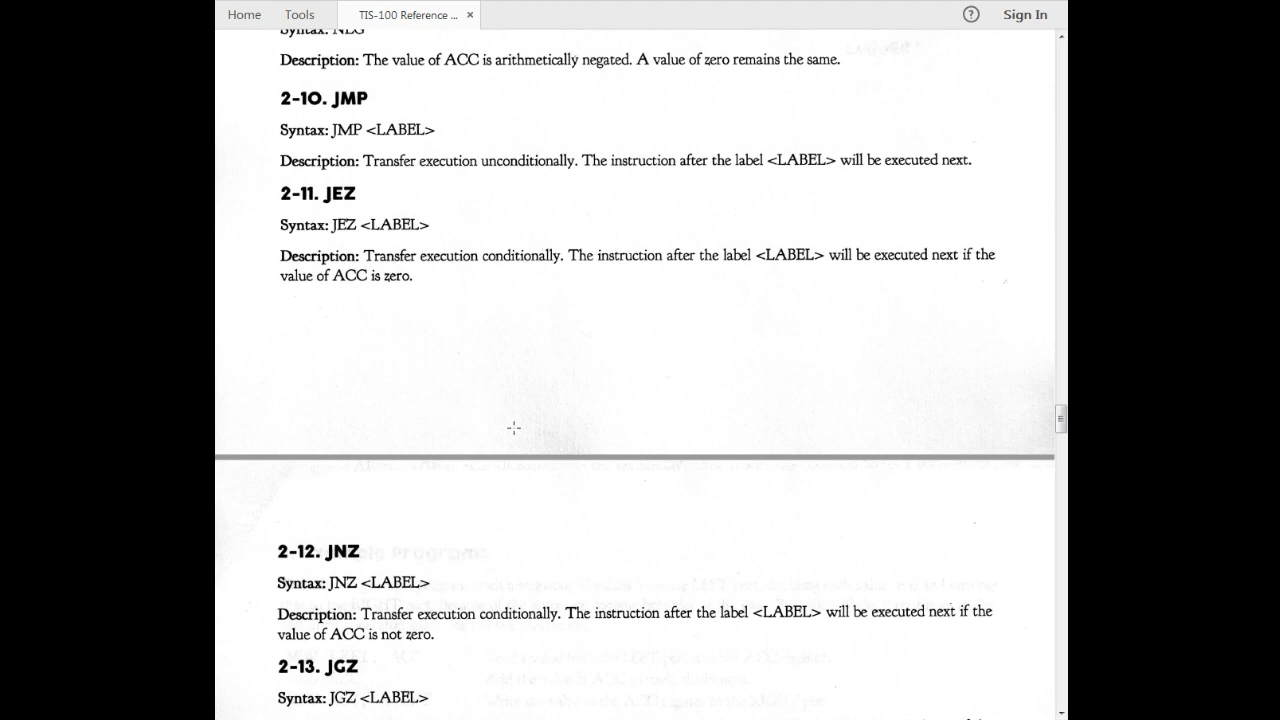 Home Tools TIS-100 Reference ... × ? Sign In
Syntax: NEG
Description: The value of ACC is arithmetically negated. A value of zero remains the same.
2-10. JMP
Syntax: JMP <LABEL>
Description: Transfer execution unconditionally. The instruction after the label <LABEL> will be executed next.
2-11. JEZ
Syntax: JEZ <LABEL>
Description: Transfer execution conditionally. The instruction after the label <LABEL> will be executed next if the
value of ACC is zero.
2-12. JNZ
Syntax: JNZ <LABEL>
Description: Transfer execution conditionally. The instruction after the label <LABEL> will be executed next if the
value of ACC is not zero.
2-13. JGZ
Syntax: JGZ <LABEL>